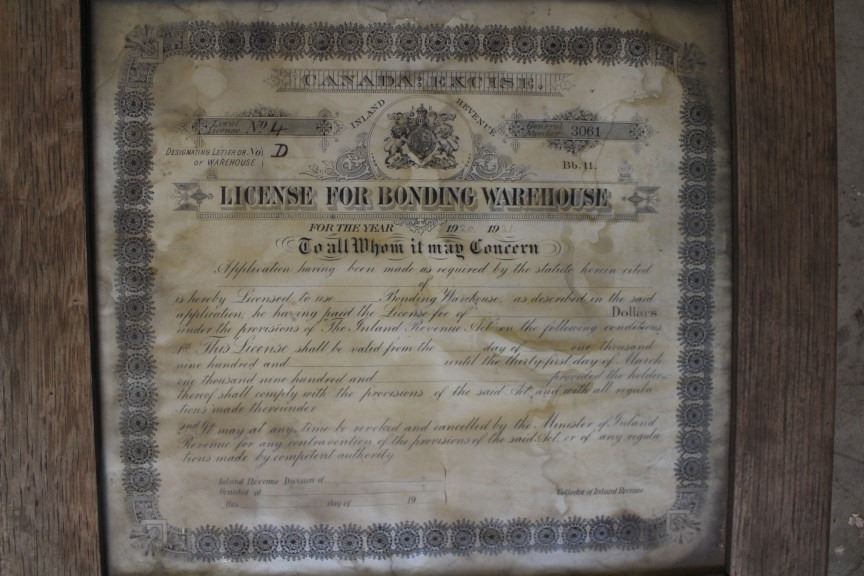 CANADA: EXCISE.
INLAND REVENUE
Local License No 4
General Number 3061
DESIGNATING LETTER OR No
OF WAREHOUSE D
Bb. 11.
LICENSE FOR BONDING WAREHOUSE
FOR THE YEAR 1920 1921
To all Whom it may Concern
Application having been made as required by the statute herein cited
of
is hereby Licensed to use Bonding Warehouse, as described in the said
application, he having paid the License fee of Dollars
under the provisions of The Inland Revenue Act on the following conditions
1st This License shall be valid from the day of one thousand
nine hundred and until the thirty-first day of March
one thousand nine hundred and provided the holder
thereof shall comply with the provisions of the said Act, and with all regula
tions made thereunder
2nd It may at any time be revoked and cancelled by the Minister of Inland
Revenue for any contravention of the provisions of the said Act, or of any regula
tions made by competent authority
Inland Revenue Division of
Granted at
this day of 19
Collector of Inland Revenue